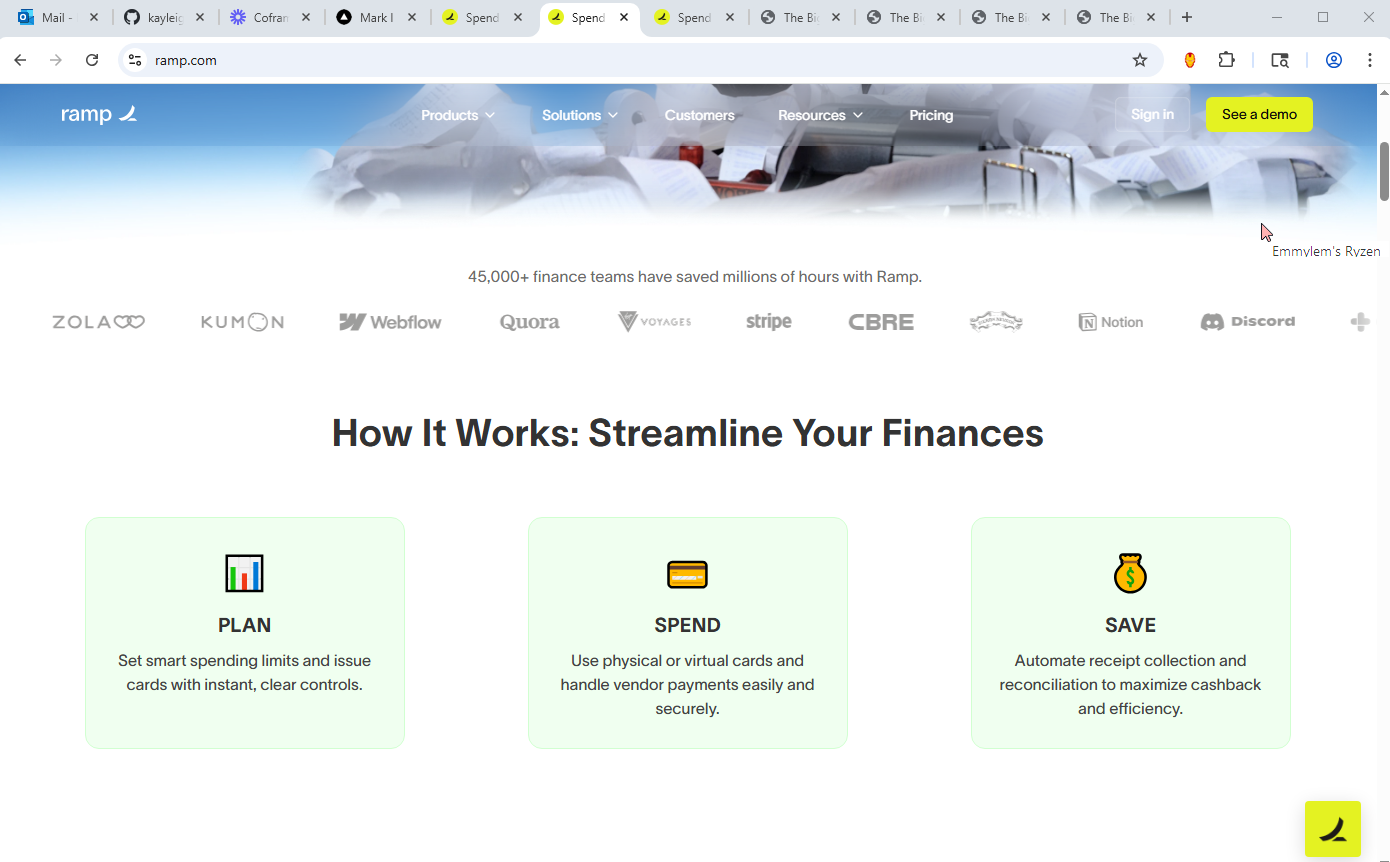 Mail -
kayleig
Cofran
Mark I
Spend
Spend
Spend
The Bi
The Bi
The Bi
The Bi
ramp.com
ramp
Products
Solutions
Customers
Resources
Pricing
Sign in
See a demo
Emmylem's Ryzen
45,000+ finance teams have saved millions of hours with Ramp.
ZOLA
KUMON
Webflow
Quora
VOYAGES
stripe
CBRE
Notion
Discord
How It Works: Streamline Your Finances
PLAN
Set smart spending limits and issue
cards with instant, clear controls.
SPEND
Use physical or virtual cards and
handle vendor payments easily and
securely.
SAVE
Automate receipt collection and
reconciliation to maximize cashback
and efficiency.